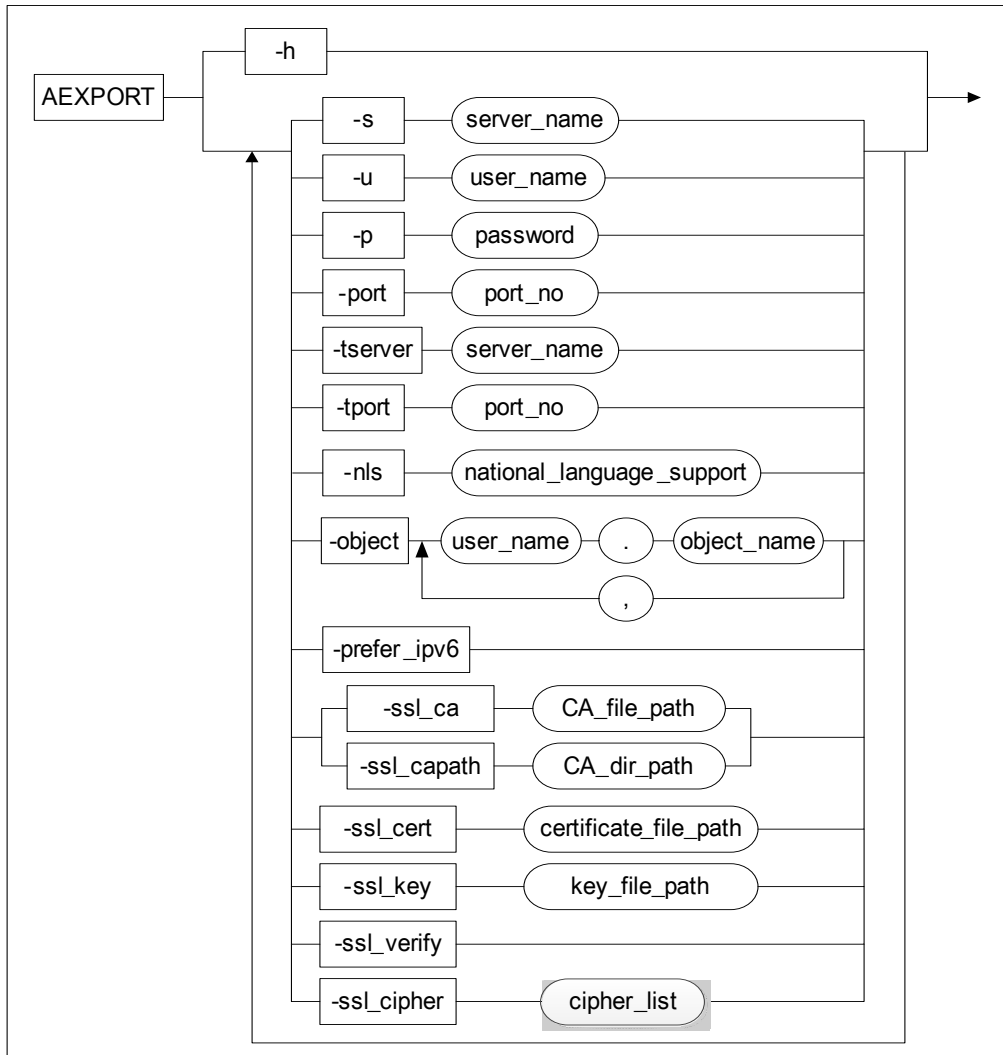 -h
AEXPORT
-s server_name
-u user_name
-p password
-port port_no
-tserver server_name
-tport port_no
-nls national_language_support
-object user_name . object_name
,
-prefer_ipv6
-ssl_ca CA_file_path
-ssl_capath CA_dir_path
-ssl_cert certificate_file_path
-ssl_key key_file_path
-ssl_verify
-ssl_cipher cipher_list